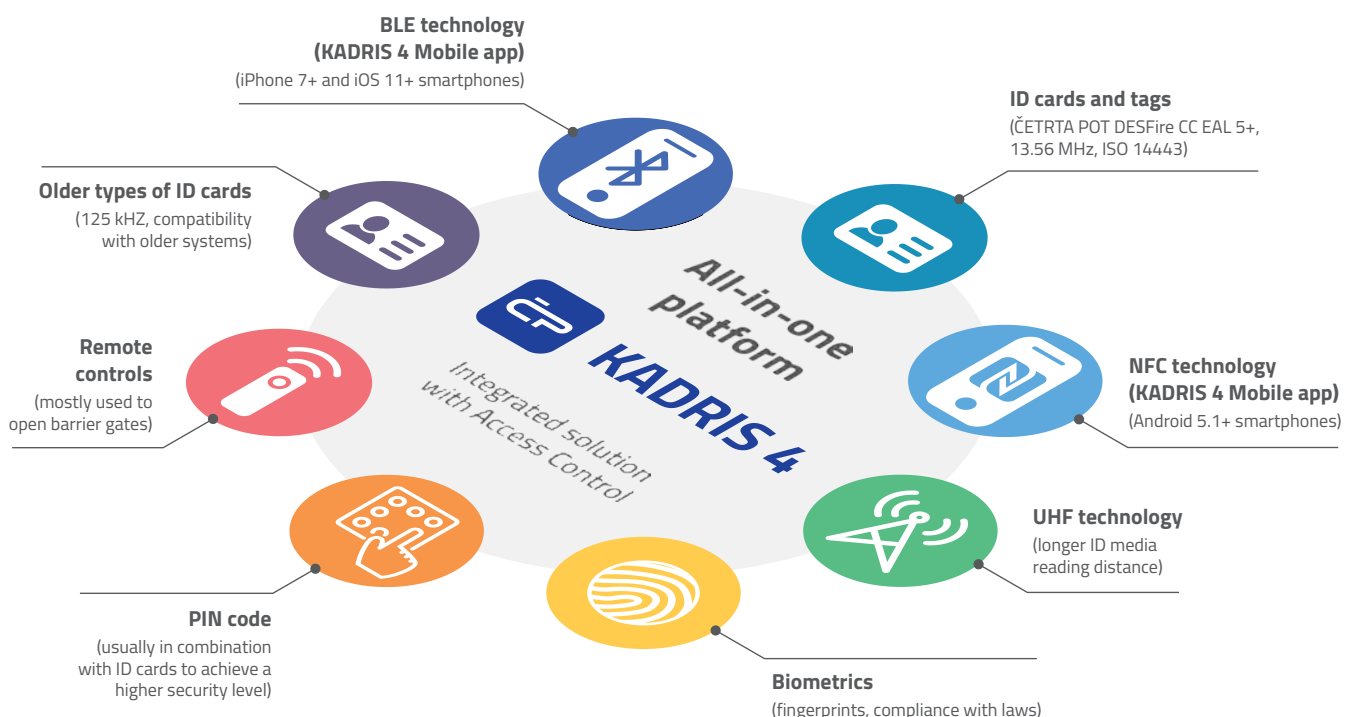 BLE technology
(KADRIS 4 Mobile app)
(iPhone 7+ and iOS 11+ smartphones)
ID cards and tags
(ČETRTA POT DESFire CC EAL 5+,
13.56 MHz, ISO 14443)
Older types of ID cards
(125 kHZ, compatibility
with older systems)
All-in-one
platform
KADRIS 4
Integrated solution
with Access Control
Remote
controls
(mostly used to
open barrier gates)
NFC technology
(KADRIS 4 Mobile app)
(Android 5.1+ smartphones)
UHF technology
(longer ID media
reading distance)
PIN code
(usually in combination
with ID cards to achieve a
higher security level)
Biometrics
(fingerprints, compliance with laws)